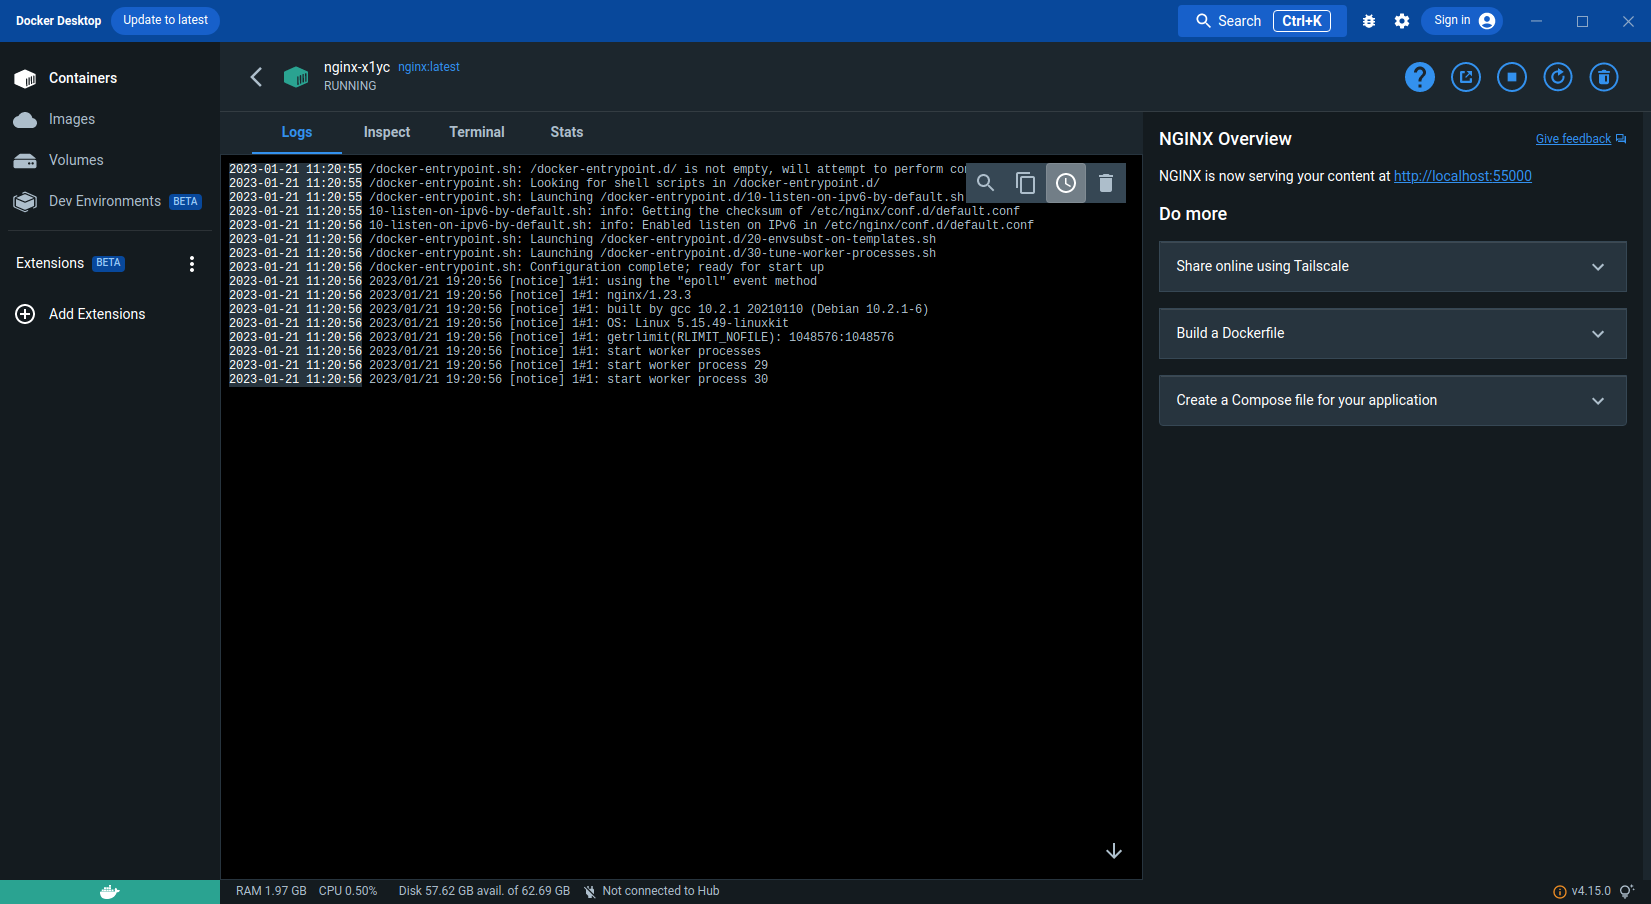 Docker Desktop Update to latest Search Ctrl+K Sign in
Containers
Images
Volumes
Dev Environments BETA
Extensions BETA
Add Extensions
nginx-x1yc nginx:latest
RUNNING
Logs Inspect Terminal Stats
2023-01-21 11:20:55 /docker-entrypoint.sh: /docker-entrypoint.d/ is not empty, will attempt to perform
2023-01-21 11:20:55 /docker-entrypoint.sh: Looking for shell scripts in /docker-entrypoint.d/
2023-01-21 11:20:55 /docker-entrypoint.sh: Launching /docker-entrypoint.d/10-listen-on-ipv6-by-default.sh
2023-01-21 11:20:55 10-listen-on-ipv6-by-default.sh: info: Getting the checksum of /etc/nginx/conf.d/default.conf
2023-01-21 11:20:56 10-listen-on-ipv6-by-default.sh: info: Enabled listen on IPv6 in /etc/nginx/conf.d/default.conf
2023-01-21 11:20:56 /docker-entrypoint.sh: Launching /docker-entrypoint.d/20-envsubst-on-templates.sh
2023-01-21 11:20:56 /docker-entrypoint.sh: Launching /docker-entrypoint.d/30-tune-worker-processes.sh
2023-01-21 11:20:56 /docker-entrypoint.sh: Configuration complete; ready for start up
2023-01-21 11:20:56 2023/01/21 19:20:56 [notice] 1#1: using the "epoll" event method
2023-01-21 11:20:56 2023/01/21 19:20:56 [notice] 1#1: nginx/1.23.3
2023-01-21 11:20:56 2023/01/21 19:20:56 [notice] 1#1: built by gcc 10.2.1 20210110 (Debian 10.2.1-6)
2023-01-21 11:20:56 2023/01/21 19:20:56 [notice] 1#1: OS: Linux 5.15.49-linuxkit
2023-01-21 11:20:56 2023/01/21 19:20:56 [notice] 1#1: getrlimit(RLIMIT_NOFILE): 1048576:1048576
2023-01-21 11:20:56 2023/01/21 19:20:56 [notice] 1#1: start worker processes
2023-01-21 11:20:56 2023/01/21 19:20:56 [notice] 1#1: start worker process 29
2023-01-21 11:20:56 2023/01/21 19:20:56 [notice] 1#1: start worker process 30
NGINX Overview Give feedback
NGINX is now serving your content at http://localhost:55000
Do more
Share online using Tailscale
Build a Dockerfile
Create a Compose file for your application
RAM 1.97 GB CPU 0.50% Disk 57.62 GB avail. of 62.69 GB Not connected to Hub v4.15.0